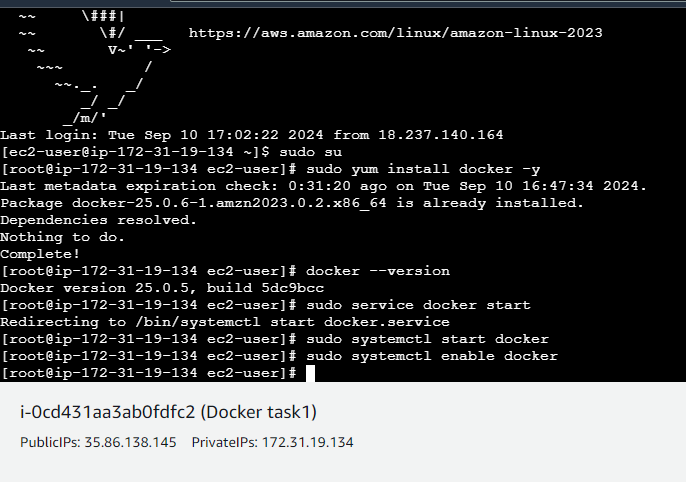 ~~ \###|
~~ \#/ ___ https://aws.amazon.com/linux/amazon-linux-2023
~~ V~' '->
~~~ /
~~._. _/
_/ _/
_/m/'
Last login: Tue Sep 10 17:02:22 2024 from 18.237.140.164
[ec2-user@ip-172-31-19-134 ~]$ sudo su
[root@ip-172-31-19-134 ec2-user]# sudo yum install docker -y
Last metadata expiration check: 0:31:20 ago on Tue Sep 10 16:47:34 2024.
Package docker-25.0.6-1.amzn2023.0.2.x86_64 is already installed.
Dependencies resolved.
Nothing to do.
Complete!
[root@ip-172-31-19-134 ec2-user]# docker --version
Docker version 25.0.5, build 5dc9bcc
[root@ip-172-31-19-134 ec2-user]# sudo service docker start
Redirecting to /bin/systemctl start docker.service
[root@ip-172-31-19-134 ec2-user]# sudo systemctl start docker
[root@ip-172-31-19-134 ec2-user]# sudo systemctl enable docker
[root@ip-172-31-19-134 ec2-user]#
i-0cd431aa3ab0fdfc2 (Docker task1)
PublicIPs: 35.86.138.145 PrivateIPs: 172.31.19.134